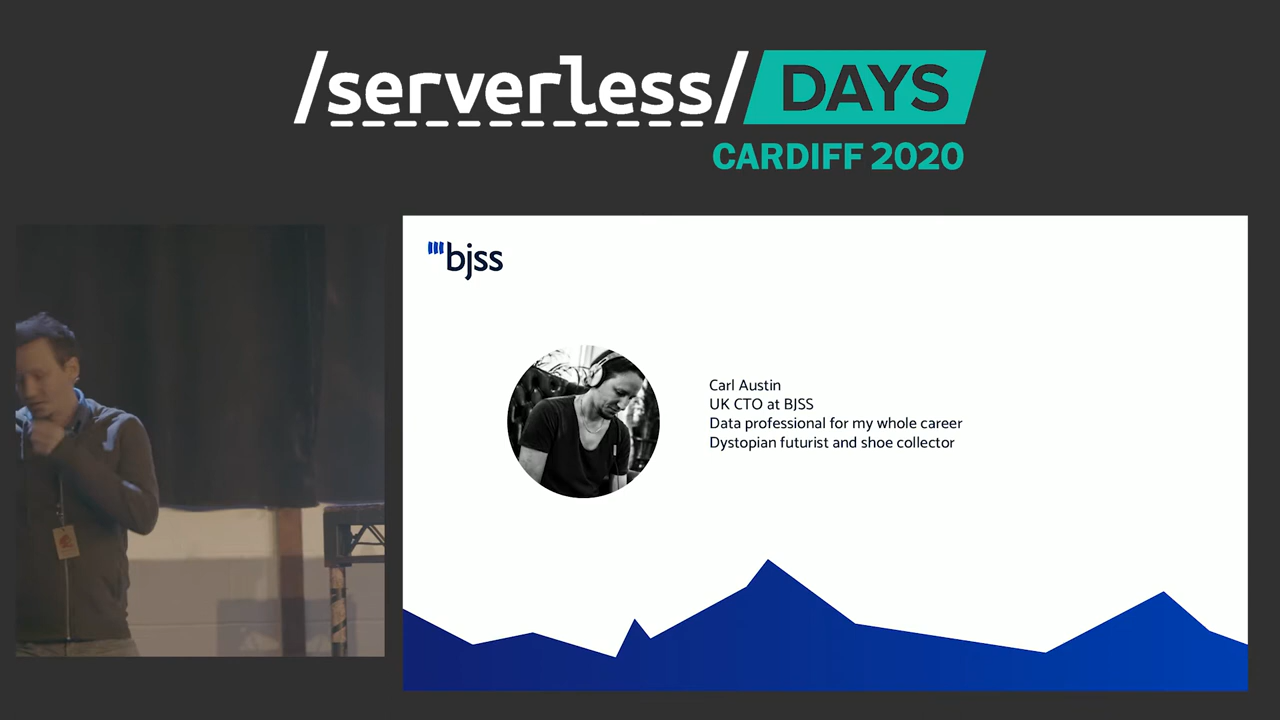 /serverless/ DAYS
CARDIFF 2020
bjss
Carl Austin
UK CTO at BJSS
Data professional for my whole career
Dystopian futurist and shoe collector